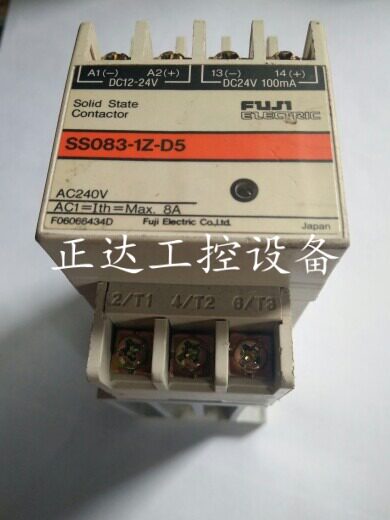 A1(-) A2(+) 13(-) 14(+)
DC12-24V DC24V 100mA
Solid State
Contactor
FUJI
ELECTRIC
SS083-1Z-D5
AC240V
AC1=Ith=Max. 8A
F06066434D Fuji Electric Co.,Ltd. Japan
正达工控设备
2/T1 4/T2 6/T3